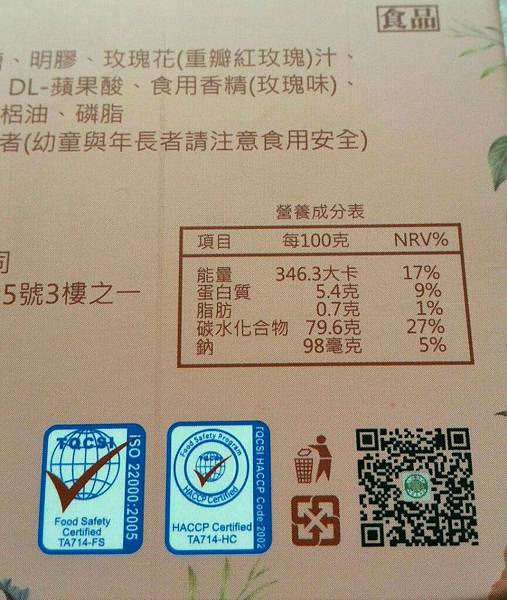 食品
、明膠、玫瑰花(重瓣紅玫瑰)汁、
DL-蘋果酸、食用香精(玫瑰味)、
梠油、磷脂
者(幼童與年長者請注意食用安全)
營養成分表
項目 每100克 NRV%
能量 346.3大卡 17%
蛋白質 5.4克 9%
脂肪 0.7克 1%
碳水化合物 79.6克 27%
鈉 98毫克 5%
司
5號3樓之一
TQCSI
ISO 22000:2005
Food Safety
Certified
TA714-FS
Food Safety Program
HACCP Certified
TQCSI HACCP Code:2002
HACCP Certified
TA714-HC